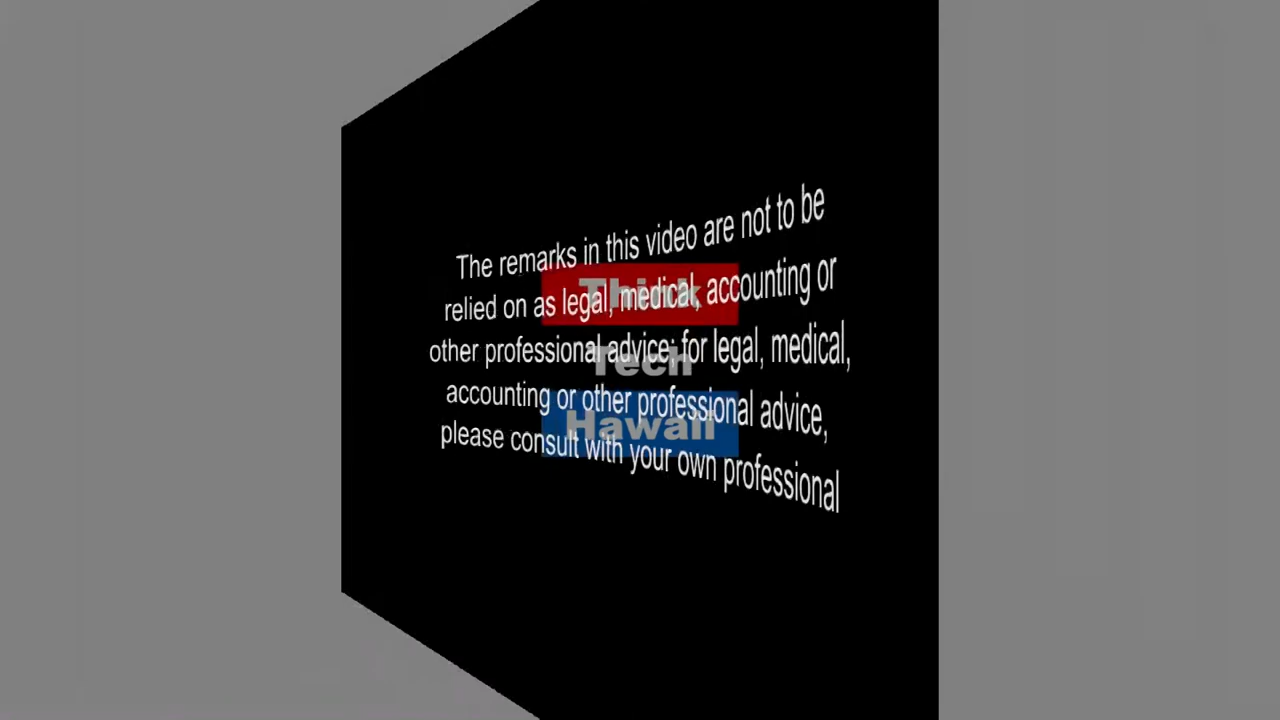 The remarks in this video are not to be
relied on as legal, medical, accounting or
other professional advice; for legal, medical,
accounting or other professional advice,
please consult with your own professional
Think
Tech
Hawaii